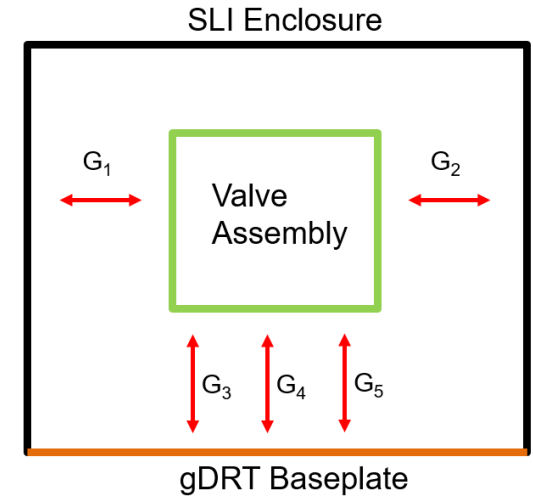 SLI Enclosure
G₁
G₂
Valve
Assembly
G₃
G₄
G₅
gDRT Baseplate